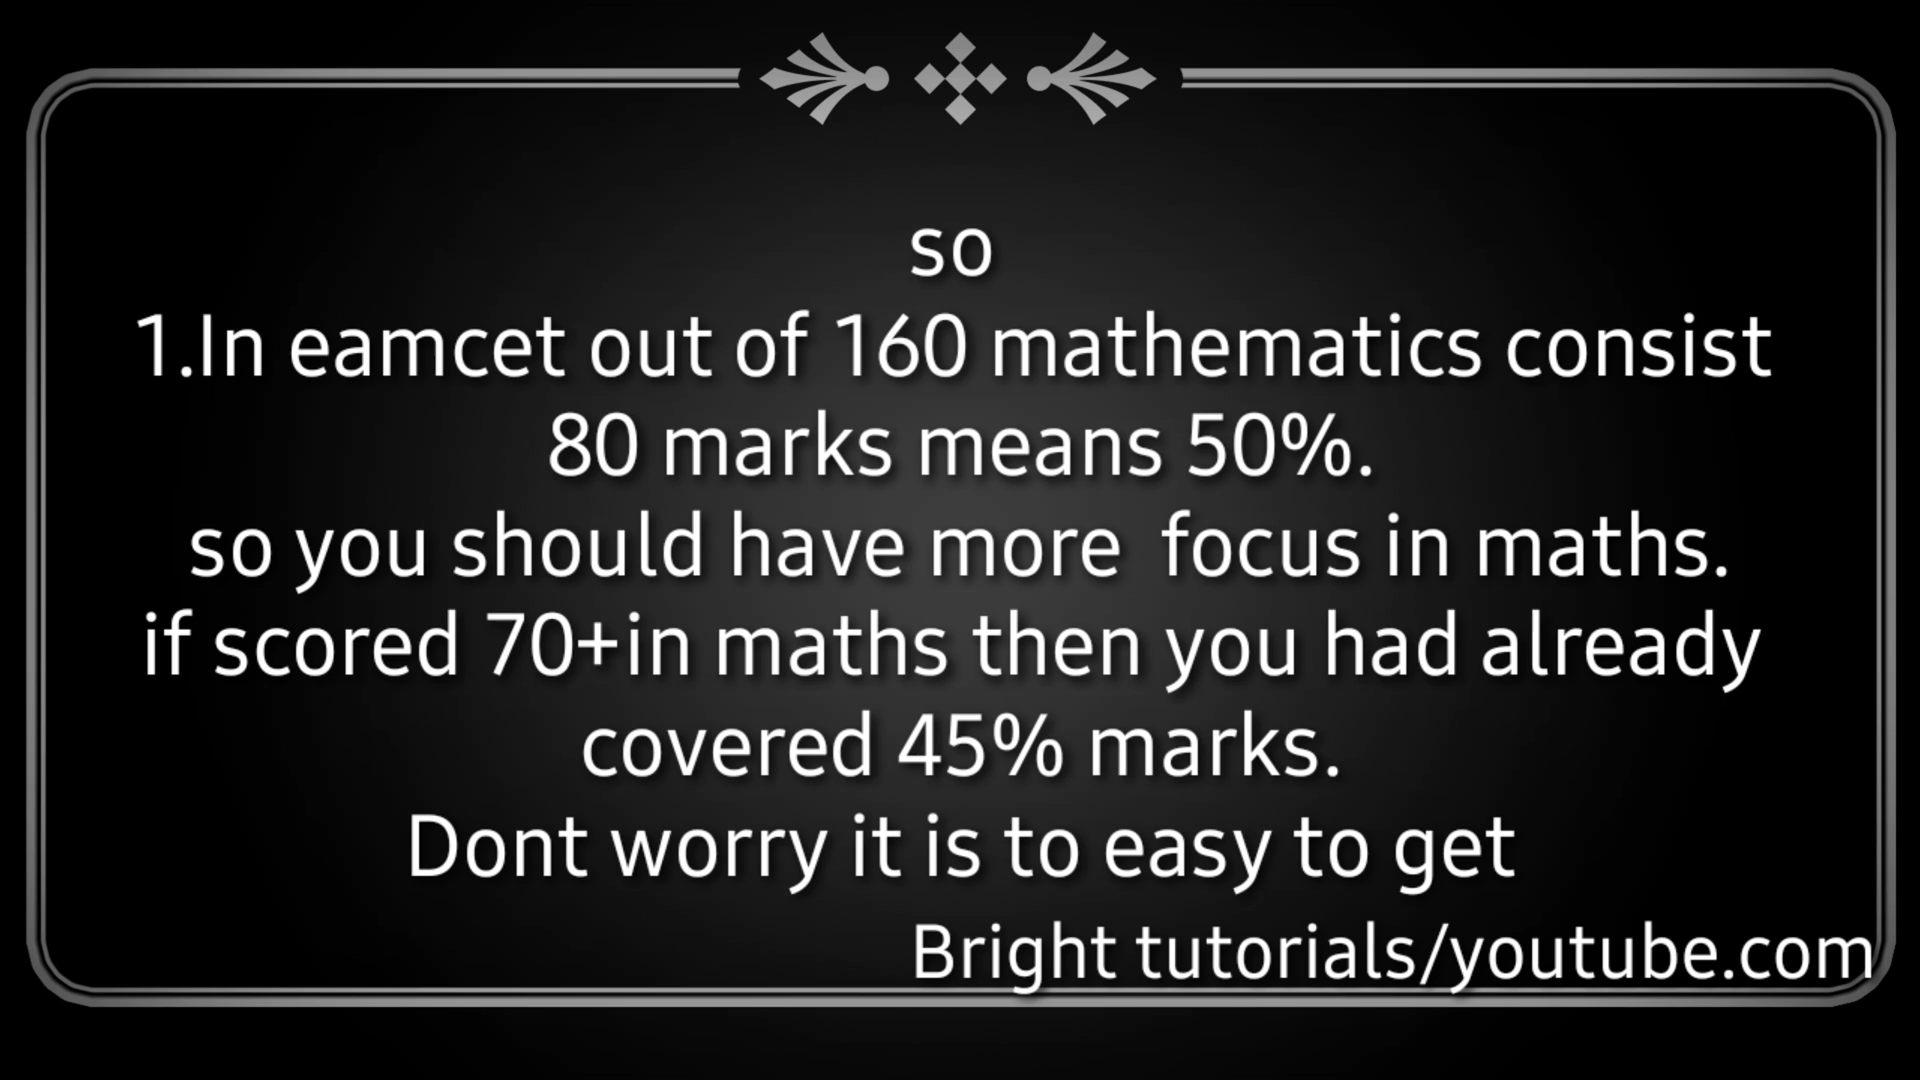 so
1.In eamcet out of 160 mathematics consist
80 marks means 50%.
so you should have more  focus in maths.
if scored 70+in maths then you had already
covered 45% marks.
Dont worry it is to easy to get
Bright tutorials/youtube.com